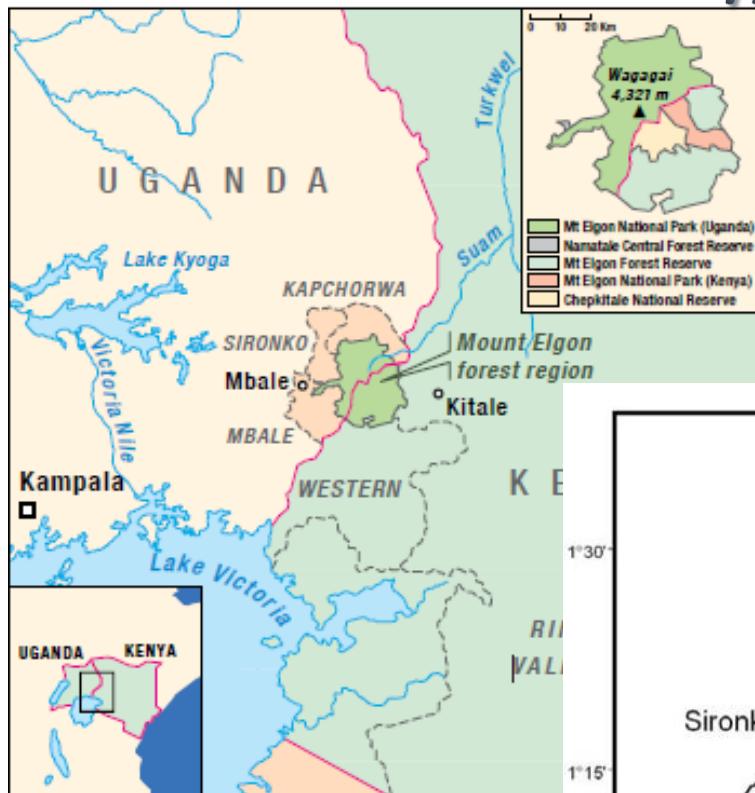 0 10 20 Km
Wagagai
4,321 m
Turkwel
UGANDA
Mt Elgon National Park (Uganda)
Namatale Central Forest Reserve
Mt Elgon Forest Reserve
Mt Elgon National Park (Kenya)
Chepkitale National Reserve
Suam
Lake Kyoga
KAPCHORWA
SIRONKO
Mount Elgon
forest region
Victoria Nile
Mbale
Kitale
MBALE
Kampala
WESTERN
K E
Lake Victoria
1°30'
UGANDA KENYA
RI
VAL
Sironk
1°15'